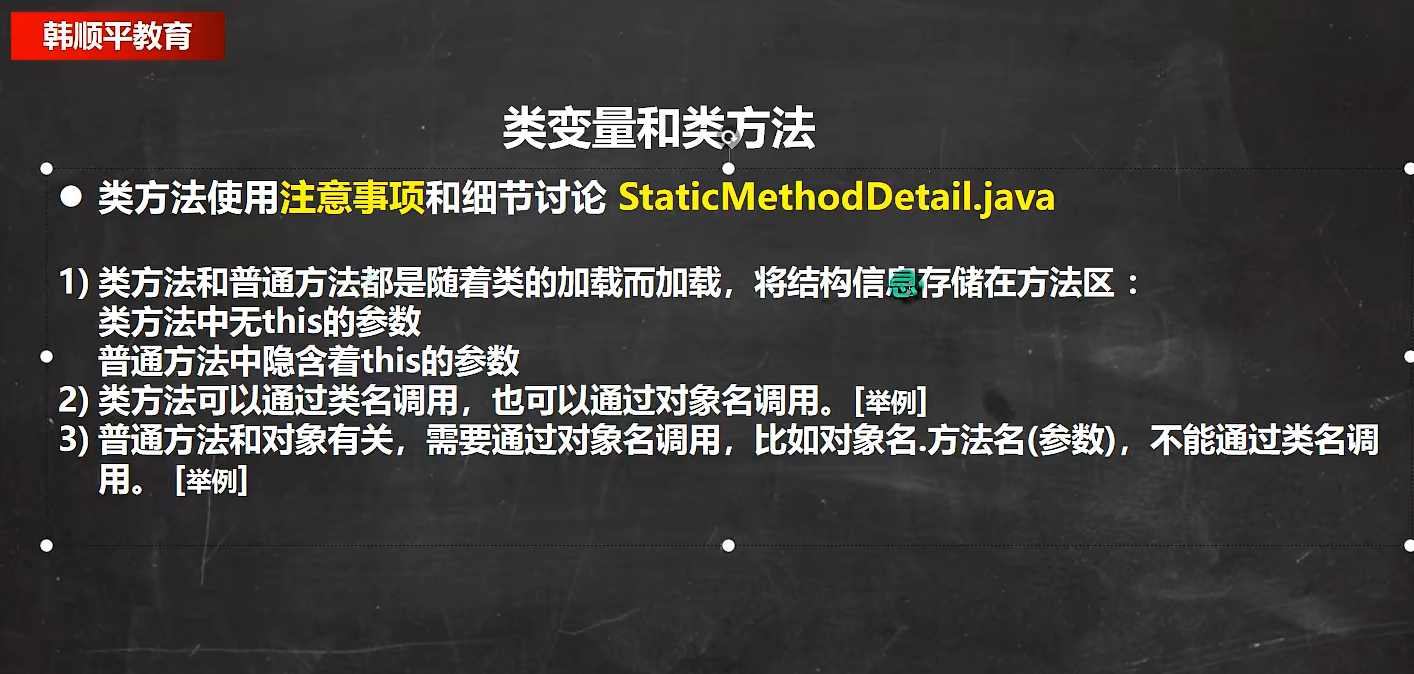 韩顺平教育
类变量和类方法
● 类方法使用注意事项和细节讨论 StaticMethodDetail.java
1) 类方法和普通方法都是随着类的加载而加载，将结构信息存储在方法区 ：
类方法中无this的参数
普通方法中隐含着this的参数
2) 类方法可以通过类名调用，也可以通过对象名调用。[举例]
3) 普通方法和对象有关，需要通过对象名调用，比如对象名.方法名(参数)，不能通过类名调
用。 [举例]